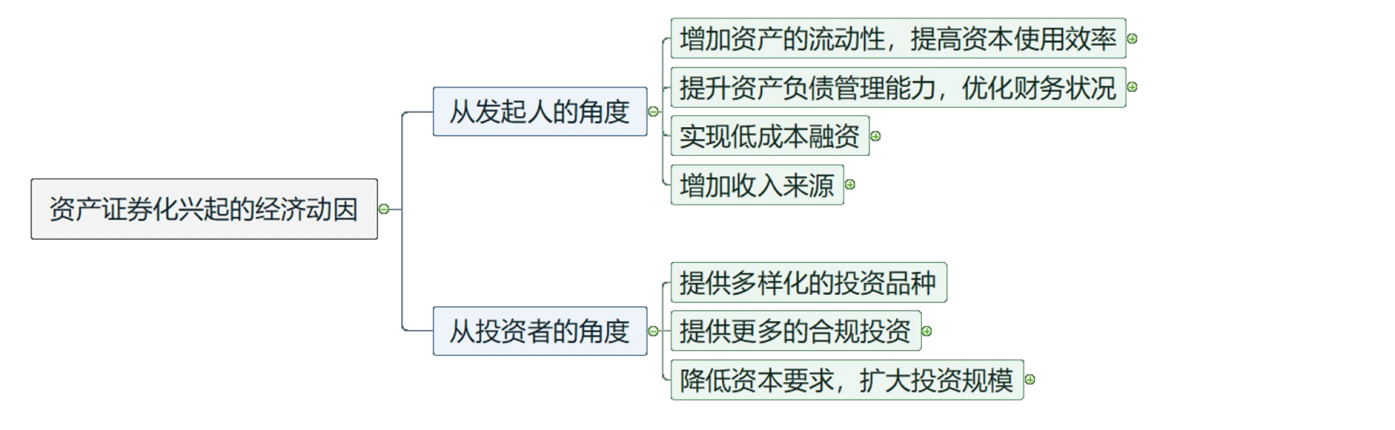 资产证券化兴起的经济动因
从发起人的角度
增加资产的流动性，提高资本使用效率
提升资产负债管理能力，优化财务状况
实现低成本融资
增加收入来源
从投资者的角度
提供多样化的投资品种
提供更多的合规投资
降低资本要求，扩大投资规模